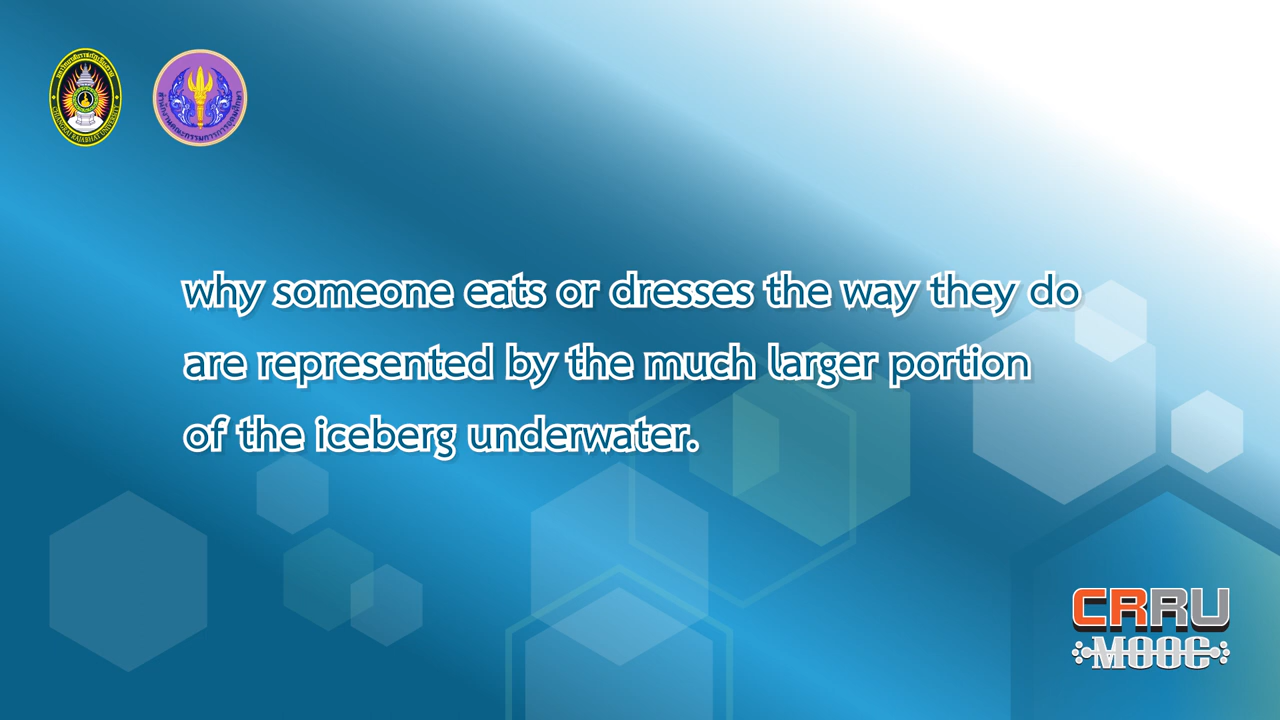 why someone eats or dresses the way they do
are represented by the much larger portion
of the iceberg underwater.
CRRU
MOOC